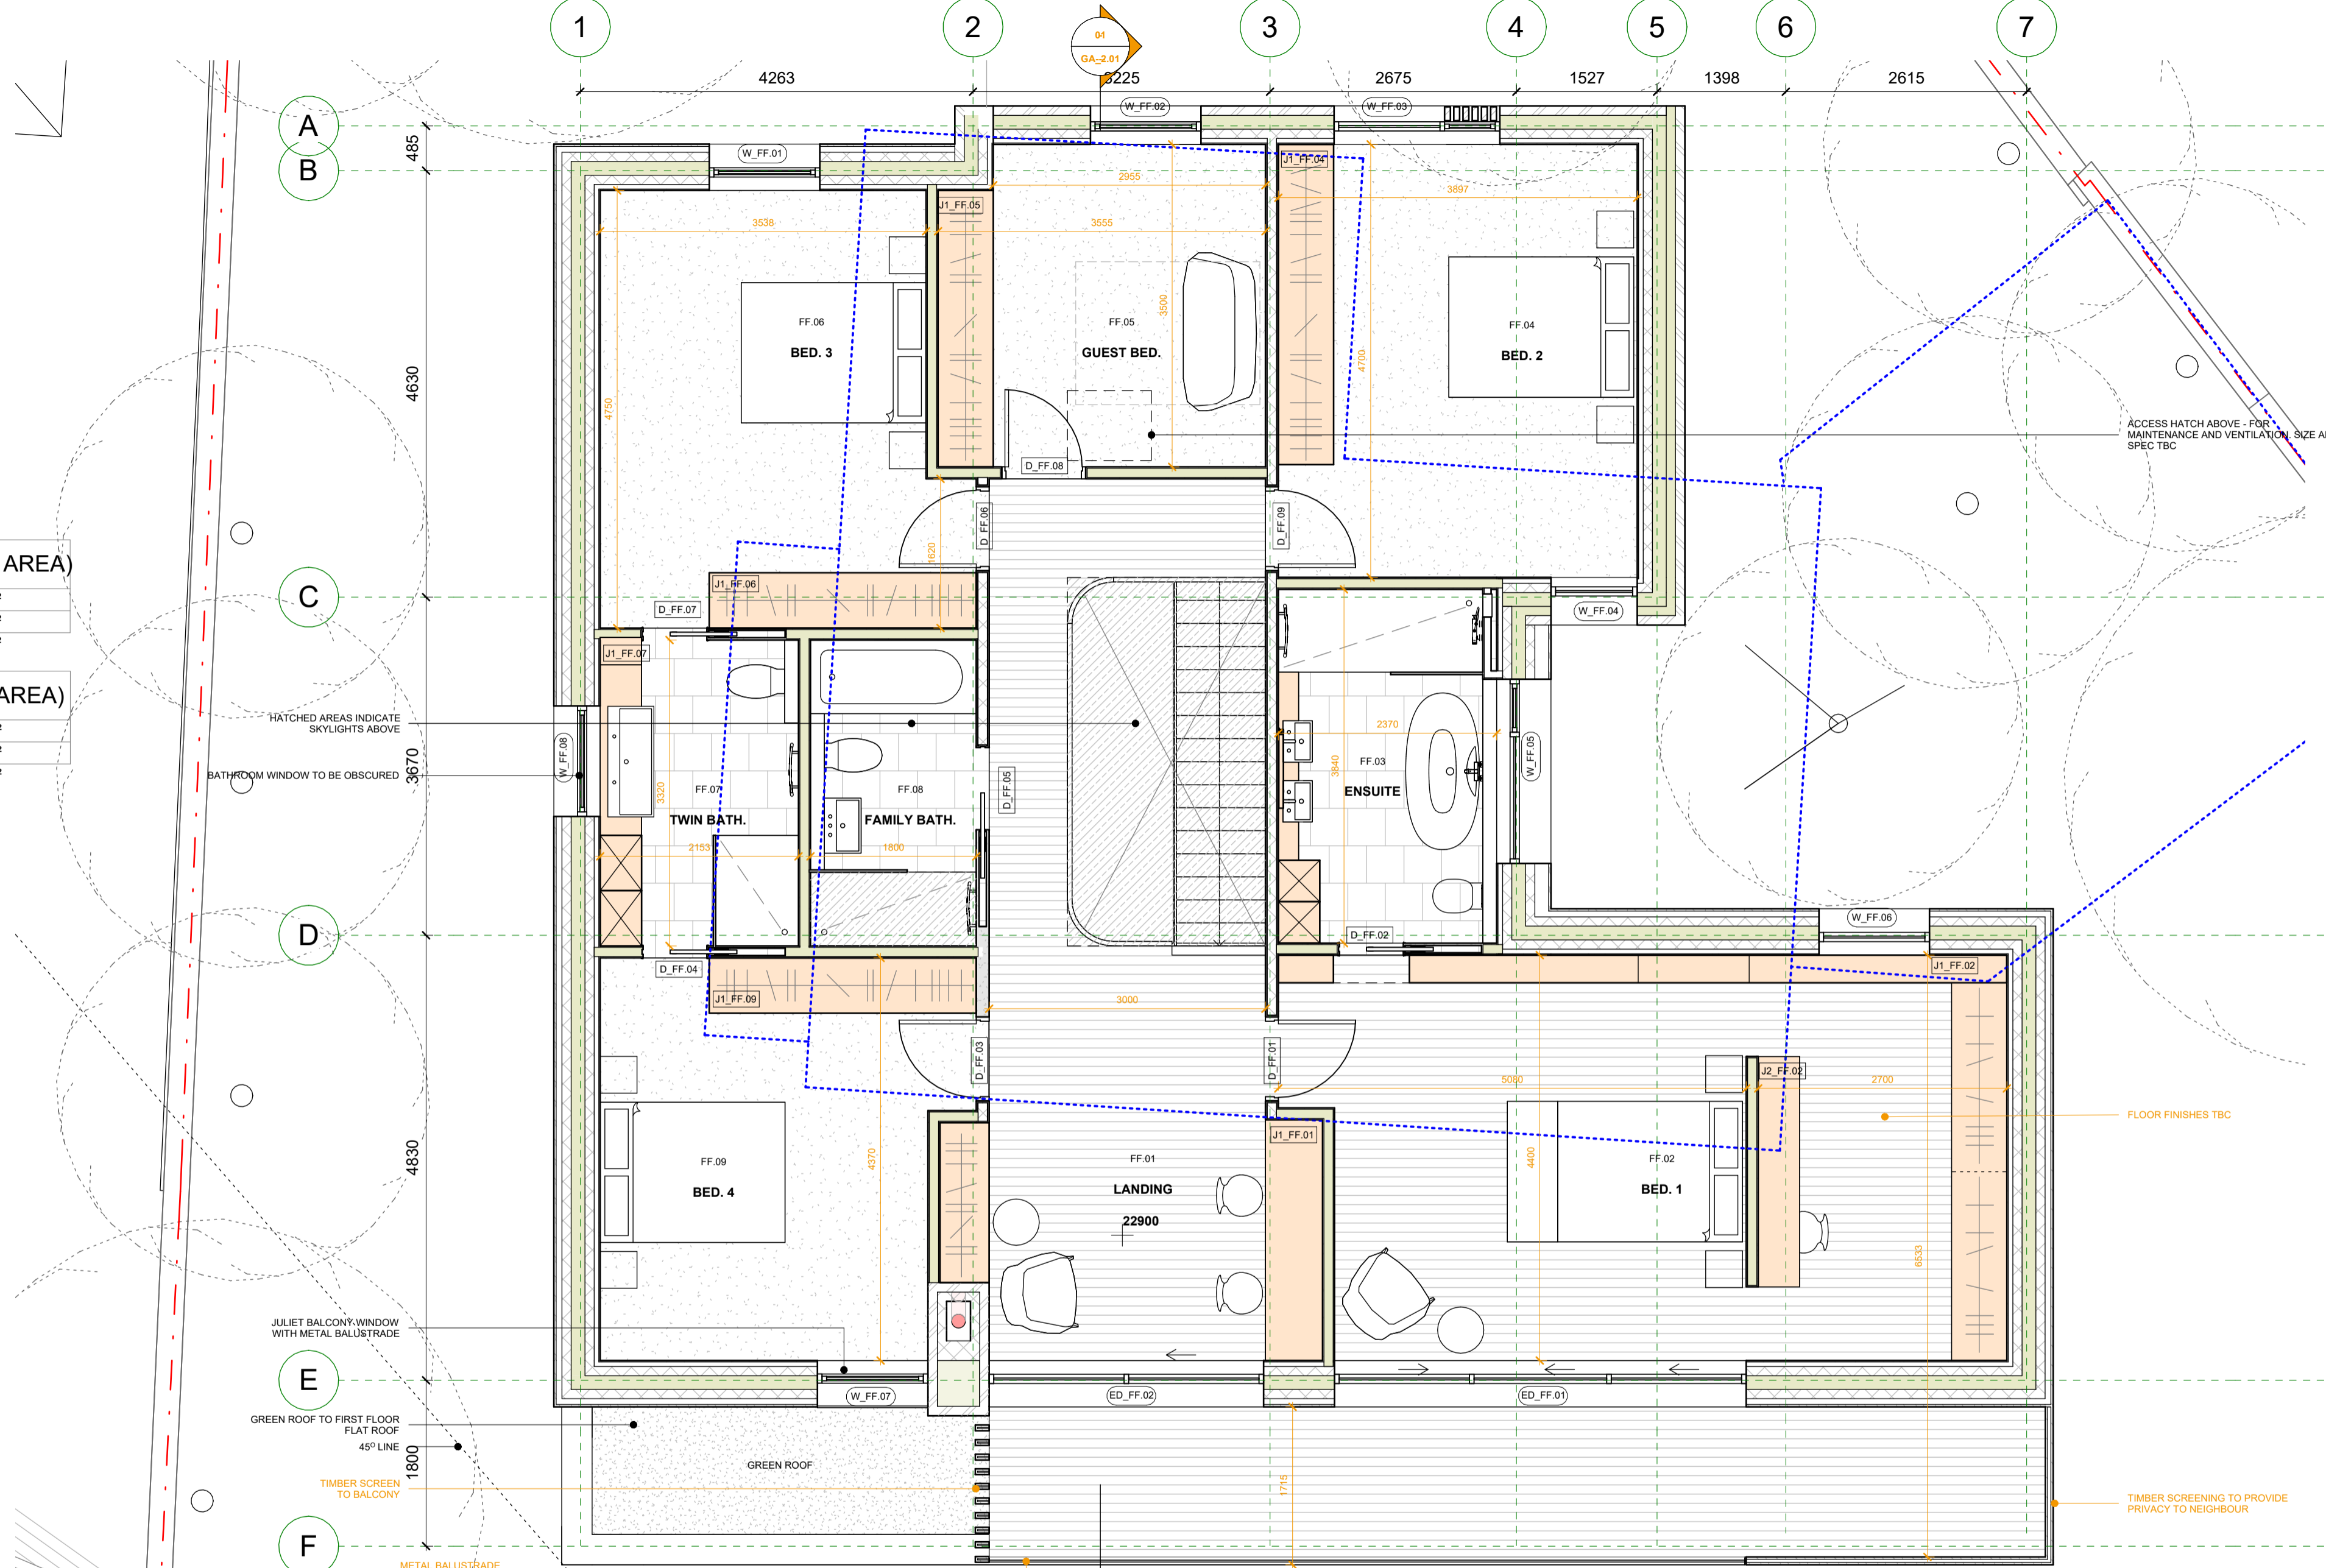 1
2
3
4
5
6
7
01
GA_2.01
4263
3225
2675
1527
1398
2615
A
B
C
D
E
F
485
4630
3670
4830
1800
W_FF.01
W_FF.02
W_FF.03
J1_FF.05
J1_FF.04
2955
3897
3538
3555
3500
4700
4750
FF.06
BED. 3
FF.05
GUEST BED.
FF.04
BED. 2
ACCESS HATCH ABOVE - FOR
MAINTENANCE AND VENTILATION. SIZE
SPEC TBC
D_FF.08
D_FF.06
D_FF.09
1620
AREA)
J1_FF.06
D_FF.07
W_FF.04
J1_FF.07
AREA)
HATCHED AREAS INDICATE
SKYLIGHTS ABOVE
BATHROOM WINDOW TO BE OBSCURED
W_FF.08
3320
FF.07
TWIN BATH.
FF.08
FAMILY BATH.
2153
1800
D_FF.05
2370
3840
FF.03
ENSUITE
W_FF.05
W_FF.06
D_FF.02
D_FF.04
J1_FF.09
J1_FF.02
3000
D_FF.03
D_FF.01
5080
J2_FF.02
2700
FLOOR FINISHES TBC
J1_FF.01
4370
4400
6533
FF.09
BED. 4
FF.01
LANDING
22900
FF.02
BED. 1
JULIET BALCONY WINDOW
WITH METAL BALUSTRADE
W_FF.07
ED_FF.02
ED_FF.01
GREEN ROOF TO FIRST FLOOR
FLAT ROOF
45⁰ LINE
GREEN ROOF
TIMBER SCREEN
TO BALCONY
1715
TIMBER SCREENING TO PROVIDE
PRIVACY TO NEIGHBOUR
METAL BALUSTRADE